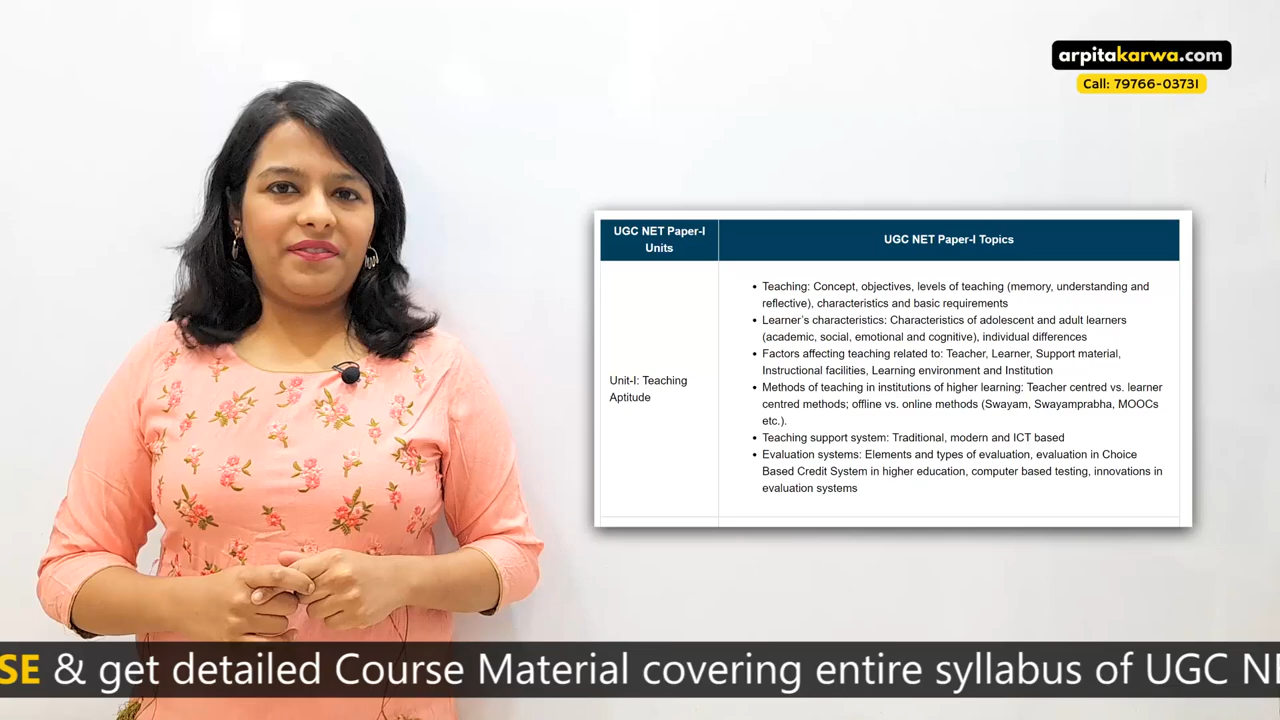 arpitakarwa.com
Call: 79766-03731
UGC NET Paper-I
Units
UGC NET Paper-I Topics
Unit-I: Teaching
Aptitude
• Teaching: Concept, objectives, levels of teaching (memory, understanding and
reflective), characteristics and basic requirements
• Learner’s characteristics: Characteristics of adolescent and adult learners
(academic, social, emotional and cognitive), individual differences
• Factors affecting teaching related to: Teacher, Learner, Support material,
Instructional facilities, Learning environment and Institution
• Methods of teaching in institutions of higher learning: Teacher centred vs. learner
centred methods; offline vs. online methods (Swayam, Swayamprabha, MOOCs
etc.).
• Teaching support system: Traditional, modern and ICT based
• Evaluation systems: Elements and types of evaluation, evaluation in Choice
Based Credit System in higher education, computer based testing, innovations in
evaluation systems
SE & get detailed Course Material covering entire syllabus of UGC